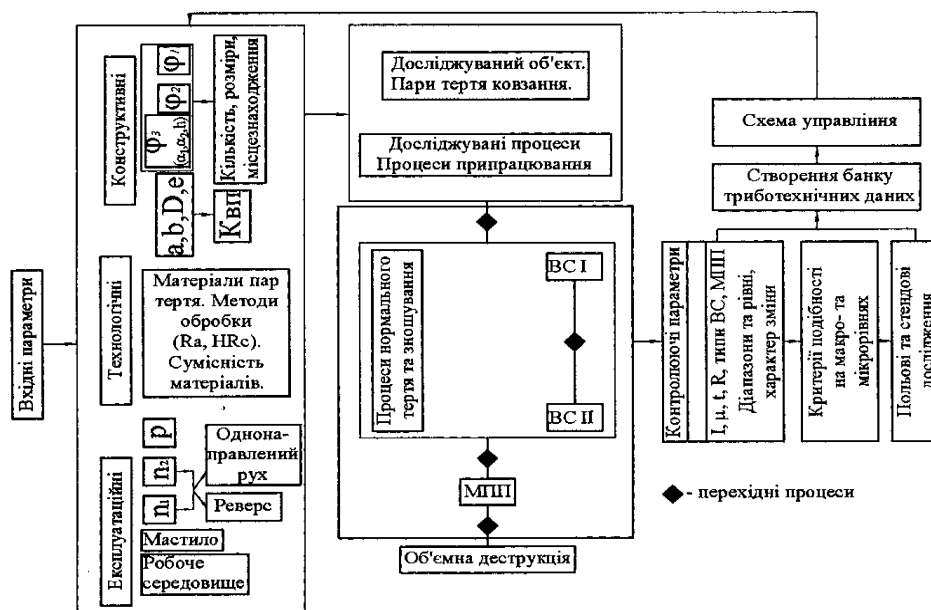 Вхідні параметри
Конструктивні
φ3
(α1,α2,h)
φ2
φ1
Кількість, розміри,
місцезнаходження
a,b,D,e
Kвп
Технологічні
Матеріали пар
тертя. Методи
обробки
(Ra, HRc).
Сумісність
матеріалів.
Експлуатаційні
n1
n2
p
Однона-
правлений
рух
Реверс
Мастило
Робоче
середовище
Досліджуваний об'єкт.
Пари тертя ковзання.
Досліджувані процеси
Процеси припрацювання
Процеси нормального
тертя та зношування
ВС I
ВС II
МПП
Об'ємна деструкція
Контролюючі параметри
I, μ, t, R, типи ВС, МПП
Діапазони та рівні,
характер зміни
Критерії подібності
на макро- та
мікрорівнях
Польові та стендові
дослідження
Створення банку
триботехнічних даних
Схема управління
- перехідні процеси